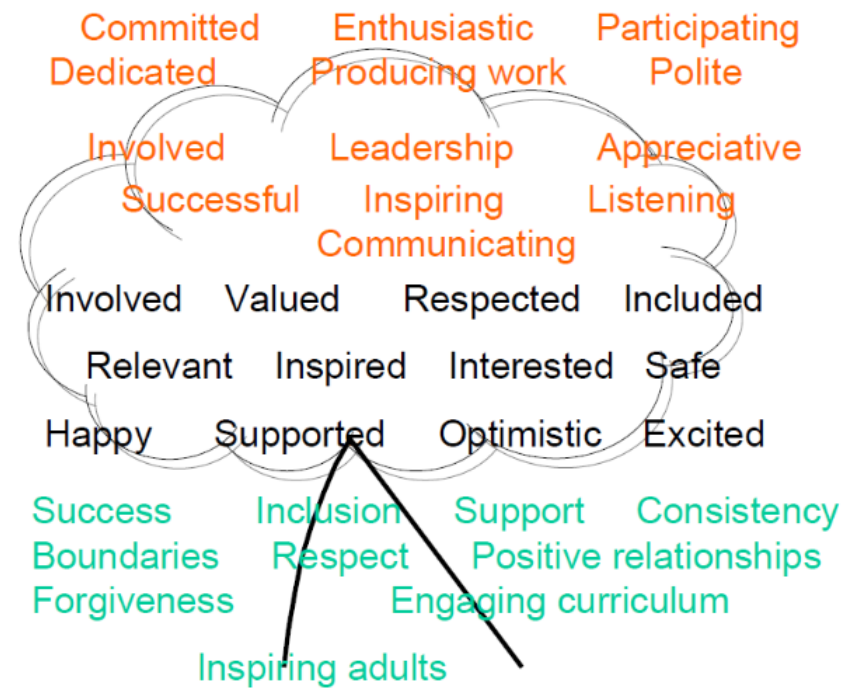 Committed Enthusiastic Participating
Dedicated Producing work Polite
Involved Leadership Appreciative
Successful Inspiring Listening
Communicating
Involved Valued Respected Included
Relevant Inspired Interested Safe
Happy Supported Optimistic Excited
Success Inclusion Support Consistency
Boundaries Respect Positive relationships
Forgiveness Engaging curriculum
Inspiring adults